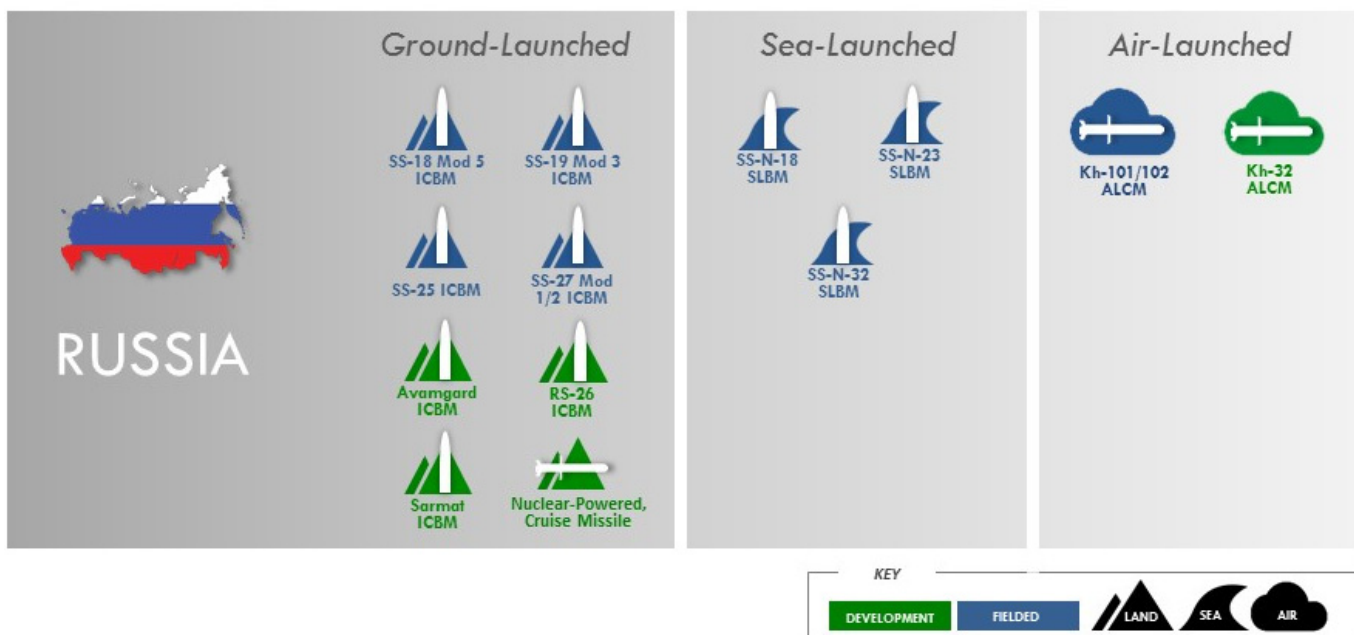 Ground-Launched
Sea-Launched
Air-Launched
SS-18 Mod 5
ICBM
SS-19 Mod 3
ICBM
SS-N-18
SLBM
SS-N-23
SLBM
Kh-101/102
ALCM
Kh-32
ALCM
SS-25 ICBM
SS-27 Mod
1/2 ICBM
SS-N-32
SLBM
RUSSIA
Avamgard
ICBM
RS-26
ICBM
Sarmat
ICBM
Nuclear-Powered,
Cruise Missile
KEY
DEVELOPMENT
FIELDED
LAND
SEA
AIR